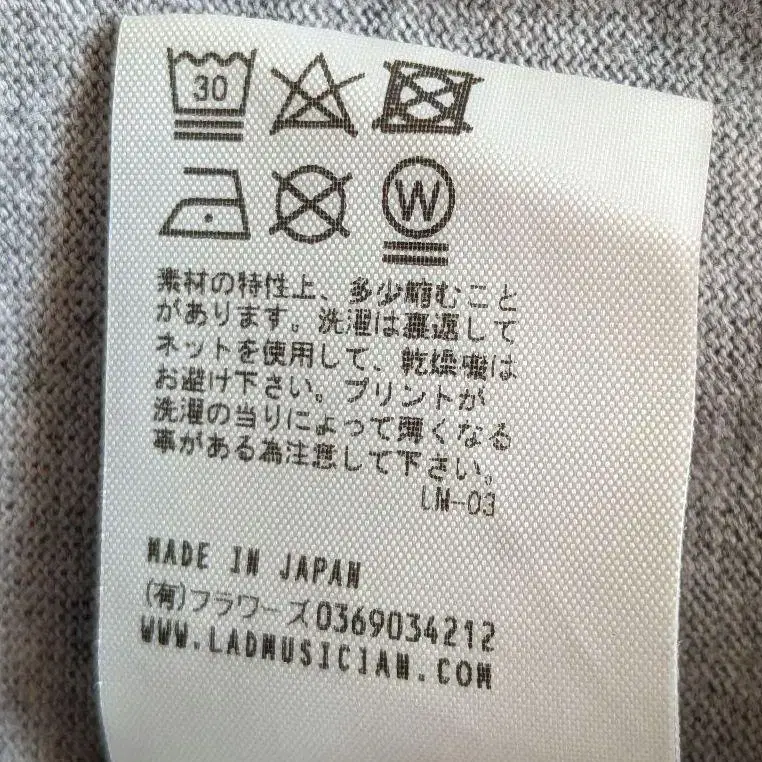 30
W
素材の特性上、多少縮むこと
があります。洗濯は裏返して
ネットを使用して、乾燥機は
お避け下さい。プリントが
洗濯の当りによって薄くなる
事がある為注意して下さい。
LM-03
MADE IN JAPAN
(有)フラワーズ0369034212
WWW.LADMUSICIAN.COM